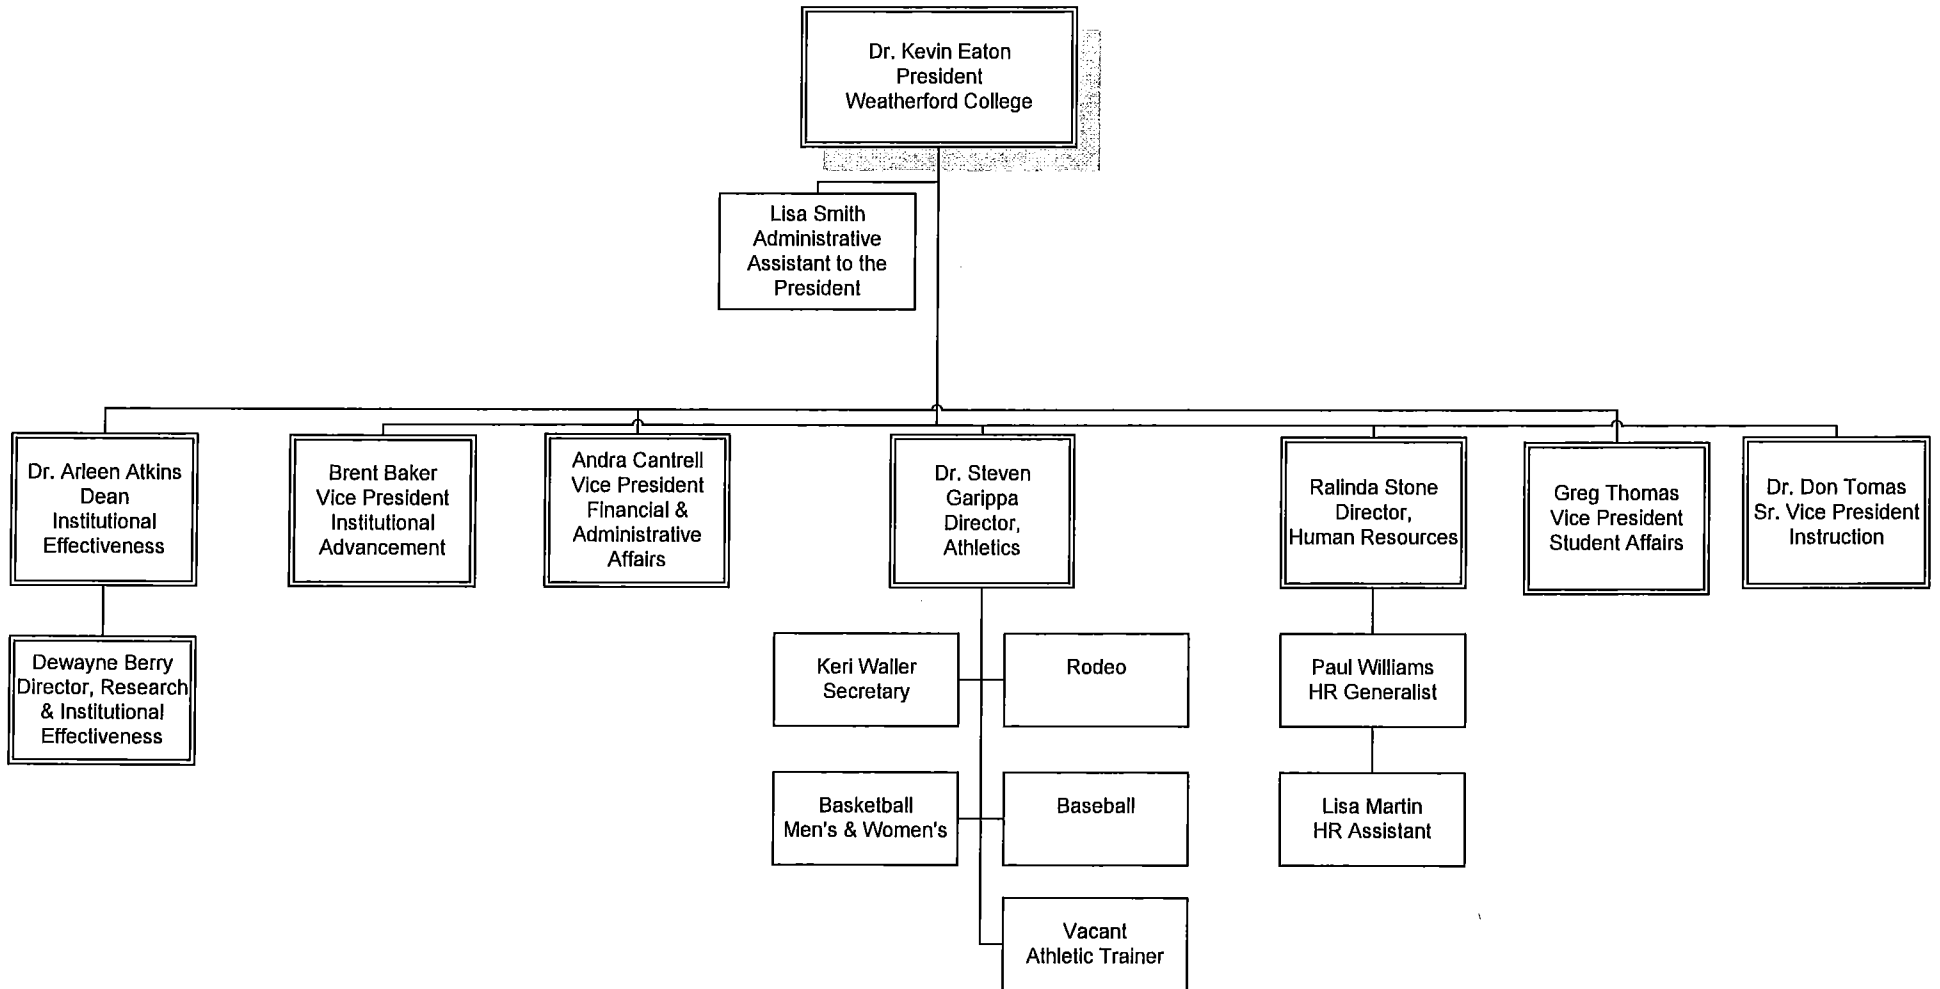 Dr. Kevin Eaton
President
Weatherford College
Lisa Smith
Administrative
Assistant to the
President
Dr. Arleen Atkins
Dean
Institutional
Effectiveness
Brent Baker
Vice President
Institutional
Advancement
Andra Cantrell
Vice President
Financial &
Administrative
Affairs
Dr. Steven
Garippa
Director,
Athletics
Ralinda Stone
Director,
Human Resources
Greg Thomas
Vice President
Student Affairs
Dr. Don Tomas
Sr. Vice President
Instruction
Dewayne Berry
Director, Research
& Institutional
Effectiveness
Keri Waller
Secretary
Rodeo
Paul Williams
HR Generalist
Basketball
Men's & Women's
Baseball
Lisa Martin
HR Assistant
Vacant
Athletic Trainer